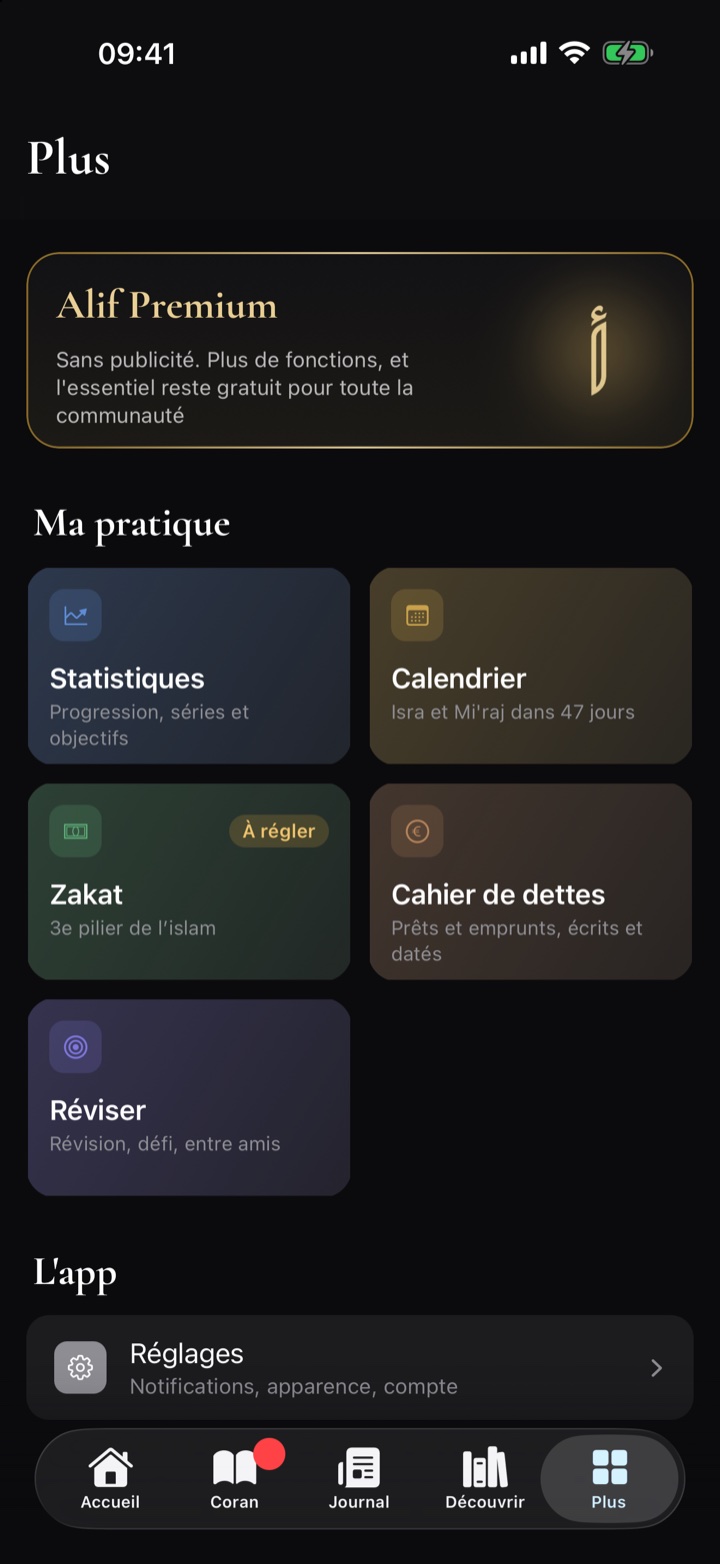 09:41
Plus
Alif Premium
Sans publicité. Plus de fonctions, et
l'essentiel reste gratuit pour toute la
communauté
أ
Ma pratique
Statistiques
Progression, séries et
objectifs
Calendrier
Isra et Mi'raj dans 47 jours
Zakat
À régler
3e pilier de l’islam
Cahier de dettes
Prêts et emprunts, écrits et
datés
Réviser
Révision, défi, entre amis
L'app
Réglages
Notifications, apparence, compte
Accueil
Coran
Journal
Découvrir
Plus